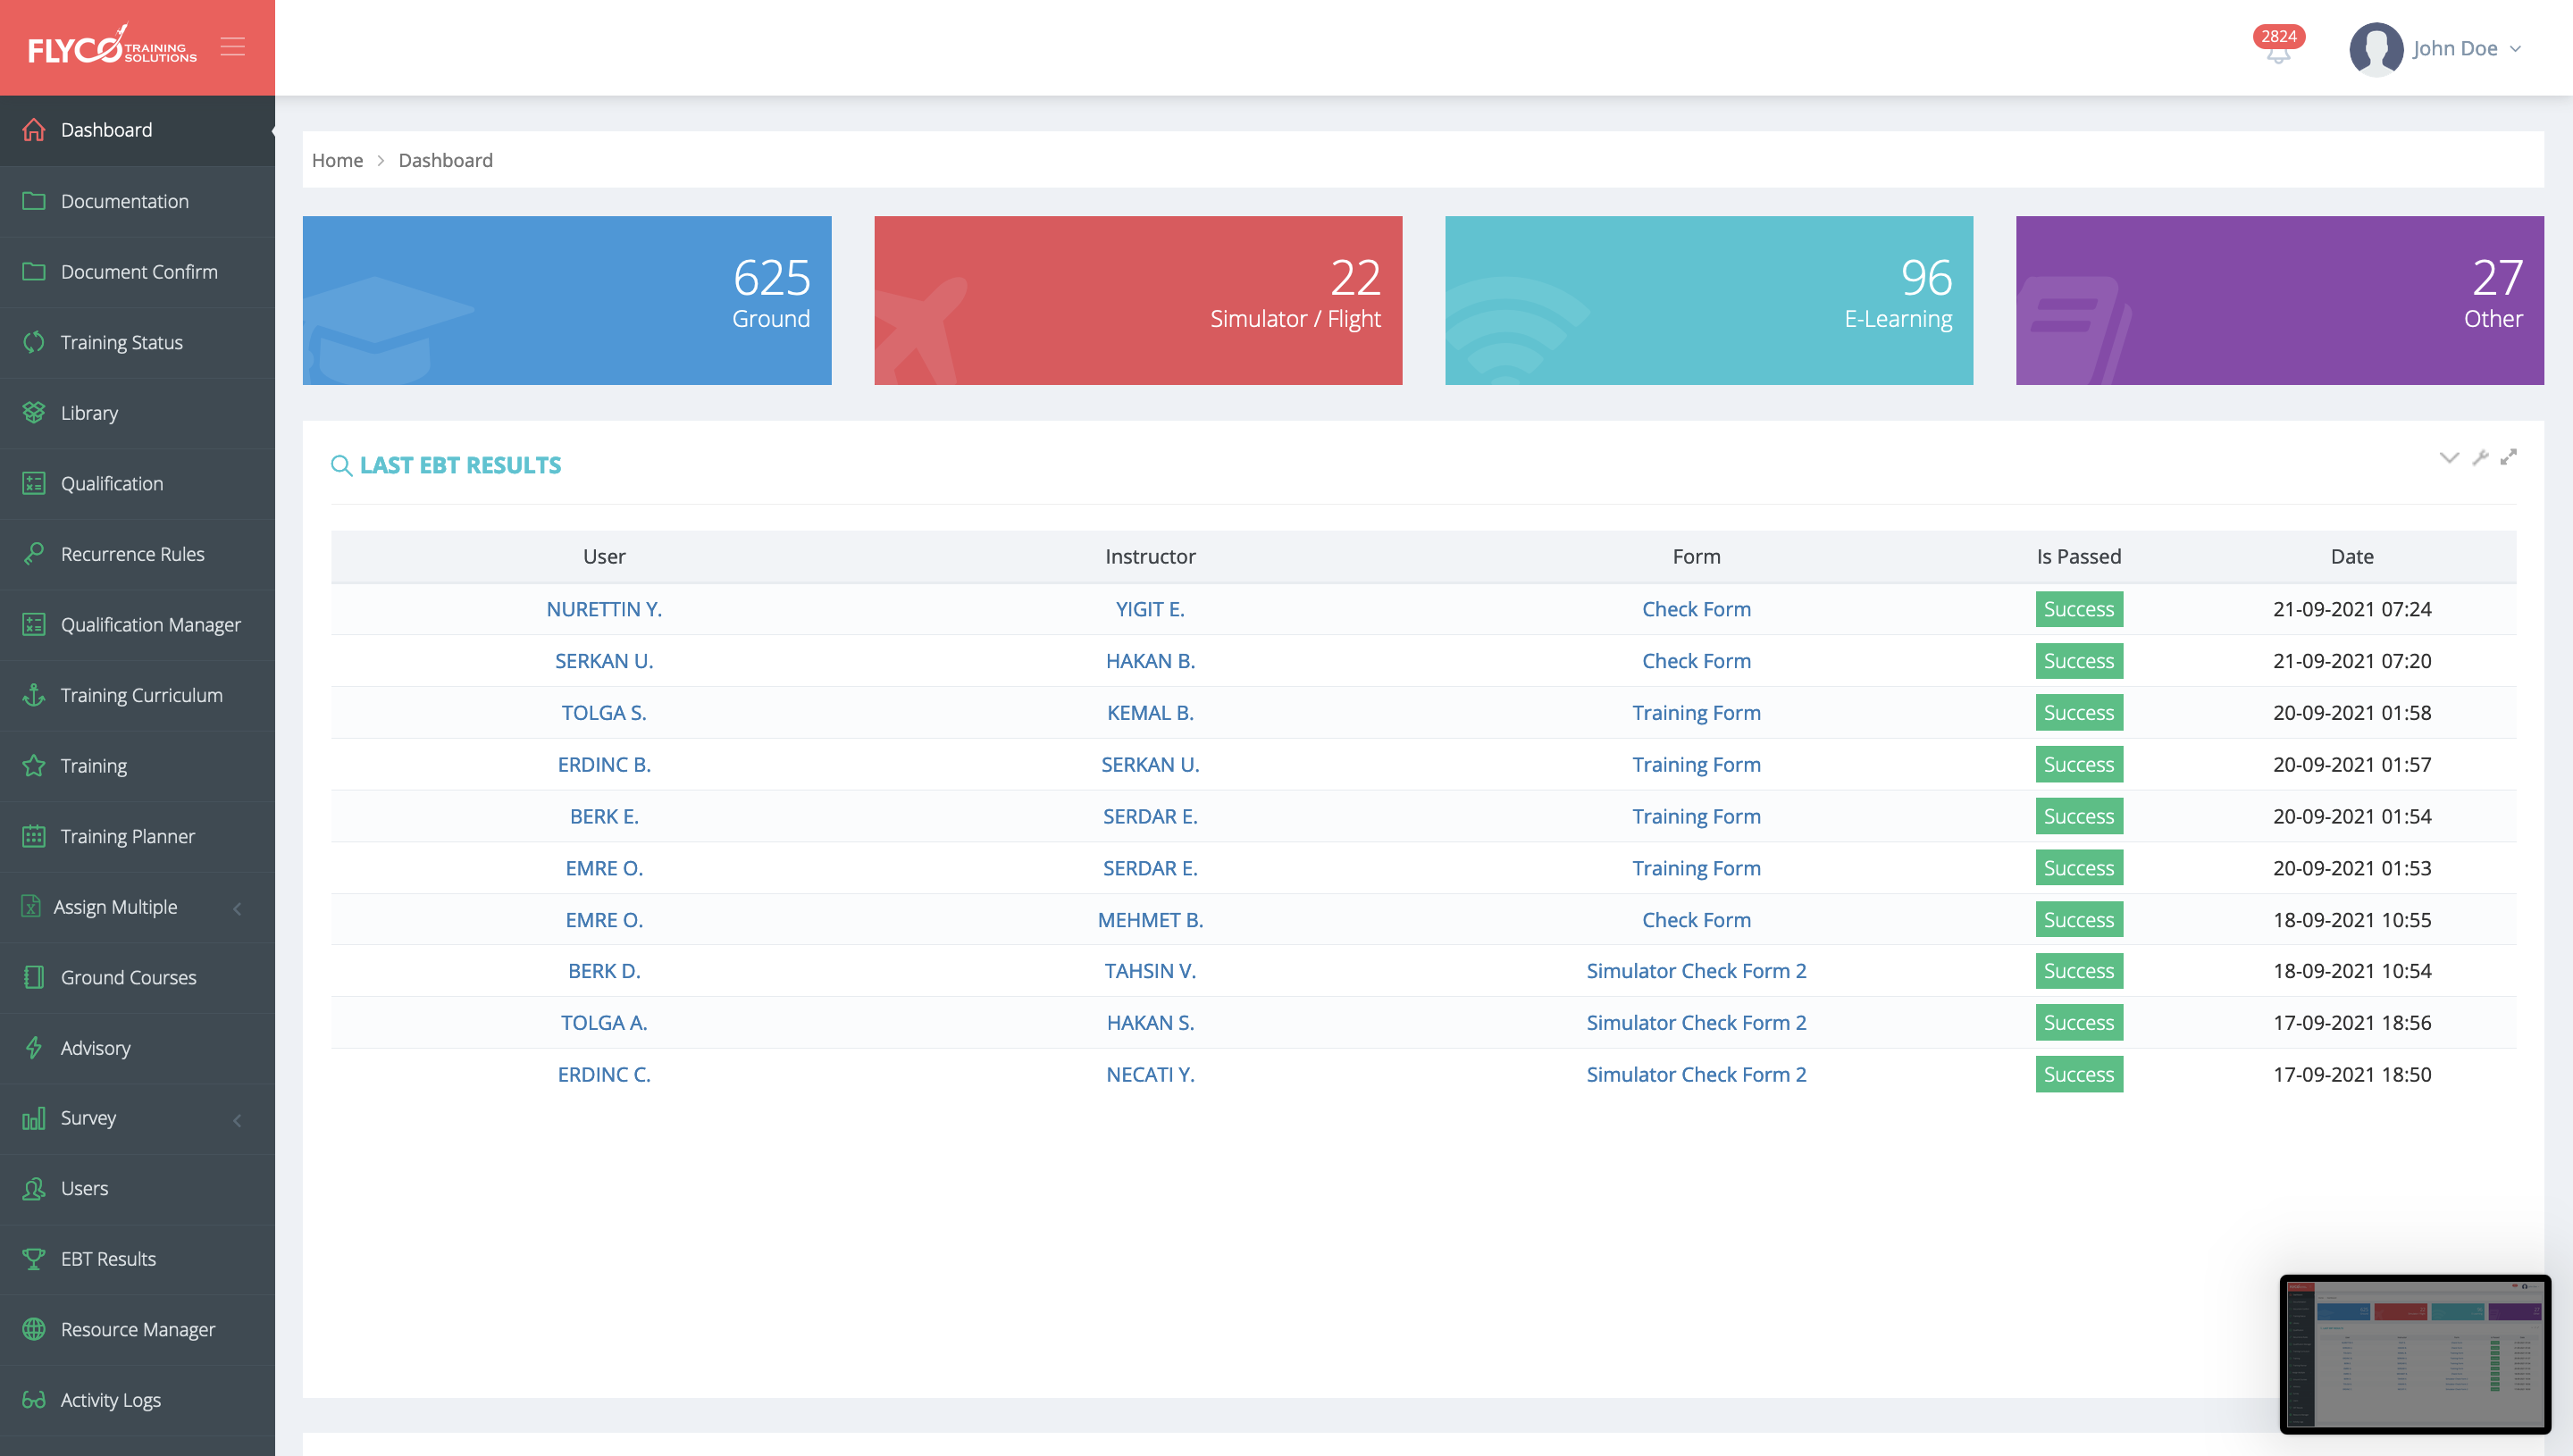 FLYCO TRAINING SOLUTIONS
2824
John Doe
Dashboard
Documentation
Document Confirm
Training Status
Library
Qualification
Recurrence Rules
Qualification Manager
Training Curriculum
Training
Training Planner
Assign Multiple
Ground Courses
Advisory
Survey
Users
EBT Results
Resource Manager
Activity Logs
Home > Dashboard
625
Ground
22
Simulator / Flight
96
E-Learning
27
Other
LAST EBT RESULTS
User Instructor Form Is Passed Date
NURETTIN Y. YIGIT E. Check Form Success 21-09-2021 07:24
SERKAN U. HAKAN B. Check Form Success 21-09-2021 07:20
TOLGA S. KEMAL B. Training Form Success 20-09-2021 01:58
ERDINC B. SERKAN U. Training Form Success 20-09-2021 01:57
BERK E. SERDAR E. Training Form Success 20-09-2021 01:54
EMRE O. SERDAR E. Training Form Success 20-09-2021 01:53
EMRE O. MEHMET B. Check Form Success 18-09-2021 10:55
BERK D. TAHSIN V. Simulator Check Form 2 Success 18-09-2021 10:54
TOLGA A. HAKAN S. Simulator Check Form 2 Success 17-09-2021 18:56
ERDINC C. NECATI Y. Simulator Check Form 2 Success 17-09-2021 18:50